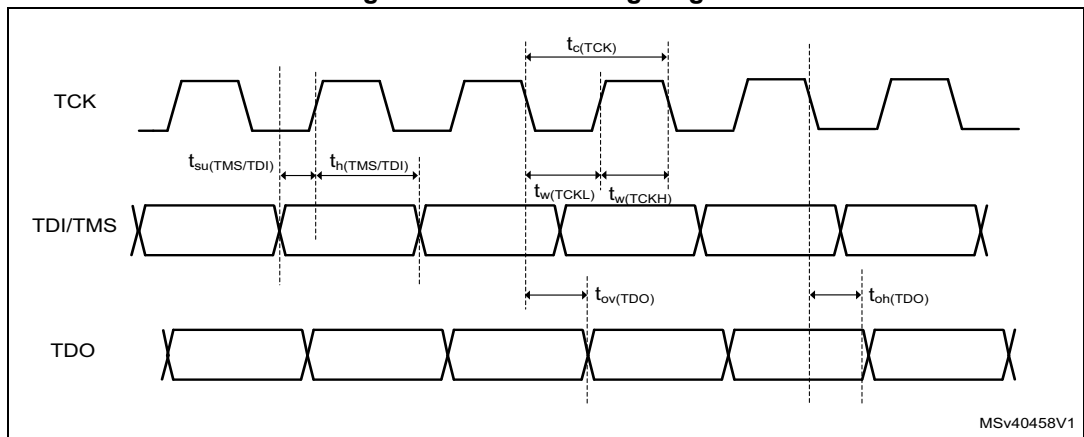 tc(TCK)
TCK
tsu(TMS/TDI)
th(TMS/TDI)
tw(TCKL)
tw(TCKH)
TDI/TMS
tov(TDO)
toh(TDO)
TDO
MSv40458V1